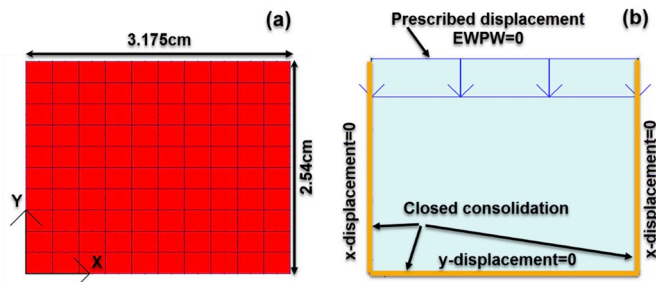 (a)
3.175cm
2.54cm
Y
X
(b)
Prescribed displacement
EWPW=0
x-displacement=0
x-displacement=0
Closed consolidation
y-displacement=0